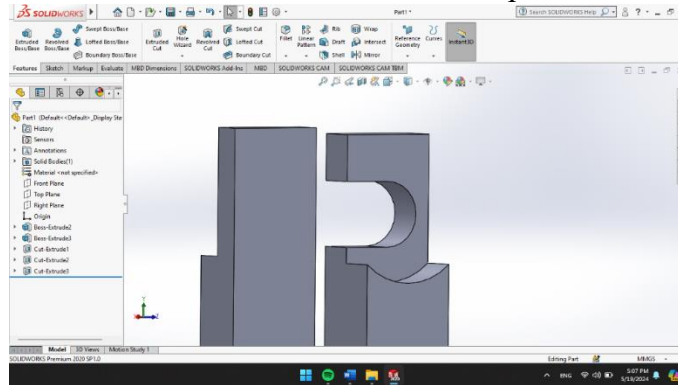 SOLIDWORKS
Part1 *
Search SOLIDWORKS Help
Extruded Boss/Base
Revolved Boss/Base
Swept Boss/Base
Lofted Boss/Base
Boundary Boss/Base
Extruded Cut
Hole Wizard
Revolved Cut
Swept Cut
Lofted Cut
Boundary Cut
Fillet
Linear Pattern
Rib
Draft
Shell
Wrap
Intersect
Mirror
Reference Geometry
Curves
Instant3D
Features Sketch Markup Evaluate MBD Dimensions SOLIDWORKS Add-Ins MBD SOLIDWORKS CAM SOLIDWORKS CAM TBM
Part1 (Default<<Default>_Display Ste
History
Sensors
Annotations
Solid Bodies(1)
Material <not specified>
Front Plane
Top Plane
Right Plane
Origin
Boss-Extrude2
Boss-Extrude3
Cut-Extrude1
Cut-Extrude2
Cut-Extrude3
Model 3D Views Motion Study 1
SOLIDWORKS Premium 2020 SP1.0
Editing Part
MMGS
ENG
5:07 PM
5/19/2024